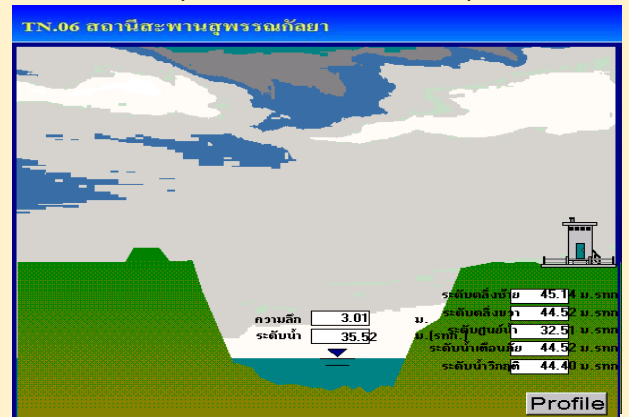 TN.06 สถานีสะพานสุพรรณกัลยา
ระดับตลิ่งซ้าย 45.14 ม.รทก
ความลึก 3.01 ม.
ระดับตลิ่งขวา 44.52 ม.รทก
ระดับน้ำ 35.52 ม.(รทก.)
ระดับศูนย์น้ำ 32.51 ม.รทก
ระดับน้ำเตือนภัย 44.52 ม.รทก
ระดับน้ำวิกฤติ 44.40 ม.รทก
Profile